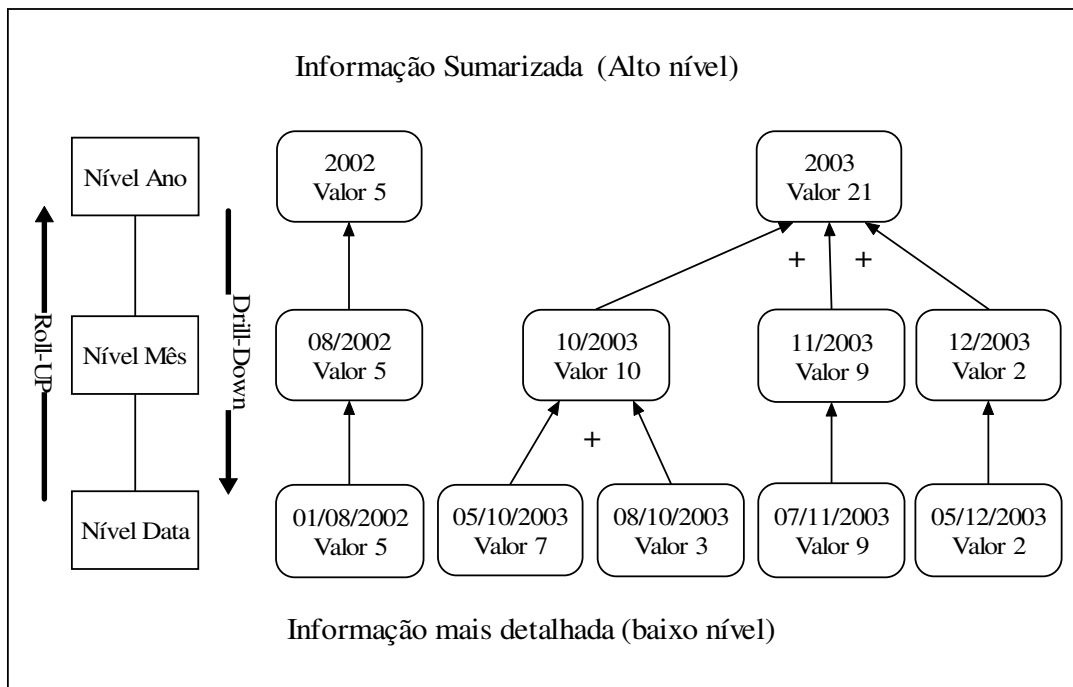 Informação Sumarizada (Alto nível)
Nível Ano
2002
Valor 5
2003
Valor 21
+
+
Roll-UP
Drill-Down
Nível Mês
08/2002
Valor 5
10/2003
Valor 10
11/2003
Valor 9
12/2003
Valor 2
+
Nível Data
01/08/2002
Valor 5
05/10/2003
Valor 7
08/10/2003
Valor 3
07/11/2003
Valor 9
05/12/2003
Valor 2
Informação mais detalhada (baixo nível)